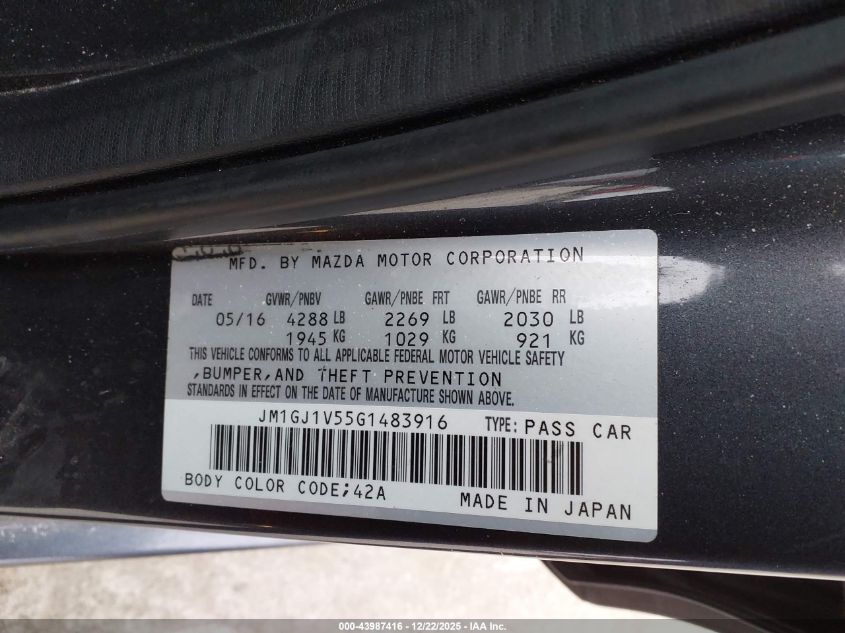 MFD. BY MAZDA MOTOR CORPORATION
DATE GVWR/PNBV GAWR/PNBE FRT GAWR/PNBE RR
05/16 4288 LB 2269 LB 2030 LB
1945 KG 1029 KG 921 KG
THIS VEHICLE CONFORMS TO ALL APPLICABLE FEDERAL MOTOR VEHICLE SAFETY
,BUMPER,AND THEFT PREVENTION
STANDARDS IN EFFECT ON THE DATE OF MANUFACTURE SHOWN ABOVE.
JM1GJ1V55G1483916 TYPE: PASS CAR
BODY COLOR CODE;42A MADE IN JAPAN
000-43987416 - 12/22/2025 - IAA Inc.